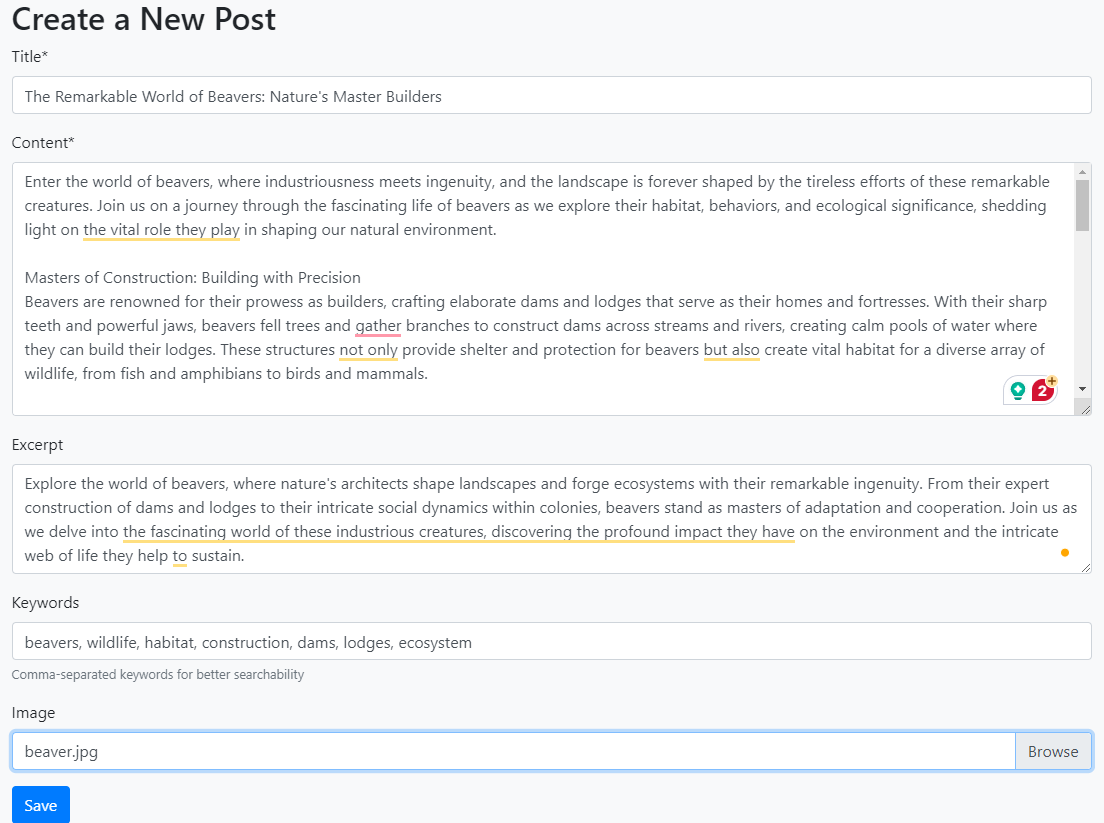 Create a New Post
Title*
The Remarkable World of Beavers: Nature's Master Builders
Content*
Enter the world of beavers, where industriousness meets ingenuity, and the landscape is forever shaped by the tireless efforts of these remarkable
creatures. Join us on a journey through the fascinating life of beavers as we explore their habitat, behaviors, and ecological significance, shedding
light on the vital role they play in shaping our natural environment.
Masters of Construction: Building with Precision
Beavers are renowned for their prowess as builders, crafting elaborate dams and lodges that serve as their homes and fortresses. With their sharp
teeth and powerful jaws, beavers fell trees and gather branches to construct dams across streams and rivers, creating calm pools of water where
they can build their lodges. These structures not only provide shelter and protection for beavers but also create vital habitat for a diverse array of
wildlife, from fish and amphibians to birds and mammals.
2+
Excerpt
Explore the world of beavers, where nature's architects shape landscapes and forge ecosystems with their remarkable ingenuity. From their expert
construction of dams and lodges to their intricate social dynamics within colonies, beavers stand as masters of adaptation and cooperation. Join us as
we delve into the fascinating world of these industrious creatures, discovering the profound impact they have on the environment and the intricate
web of life they help to sustain.
Keywords
beavers, wildlife, habitat, construction, dams, lodges, ecosystem
Comma-separated keywords for better searchability
Image
beaver.jpg Browse
Save